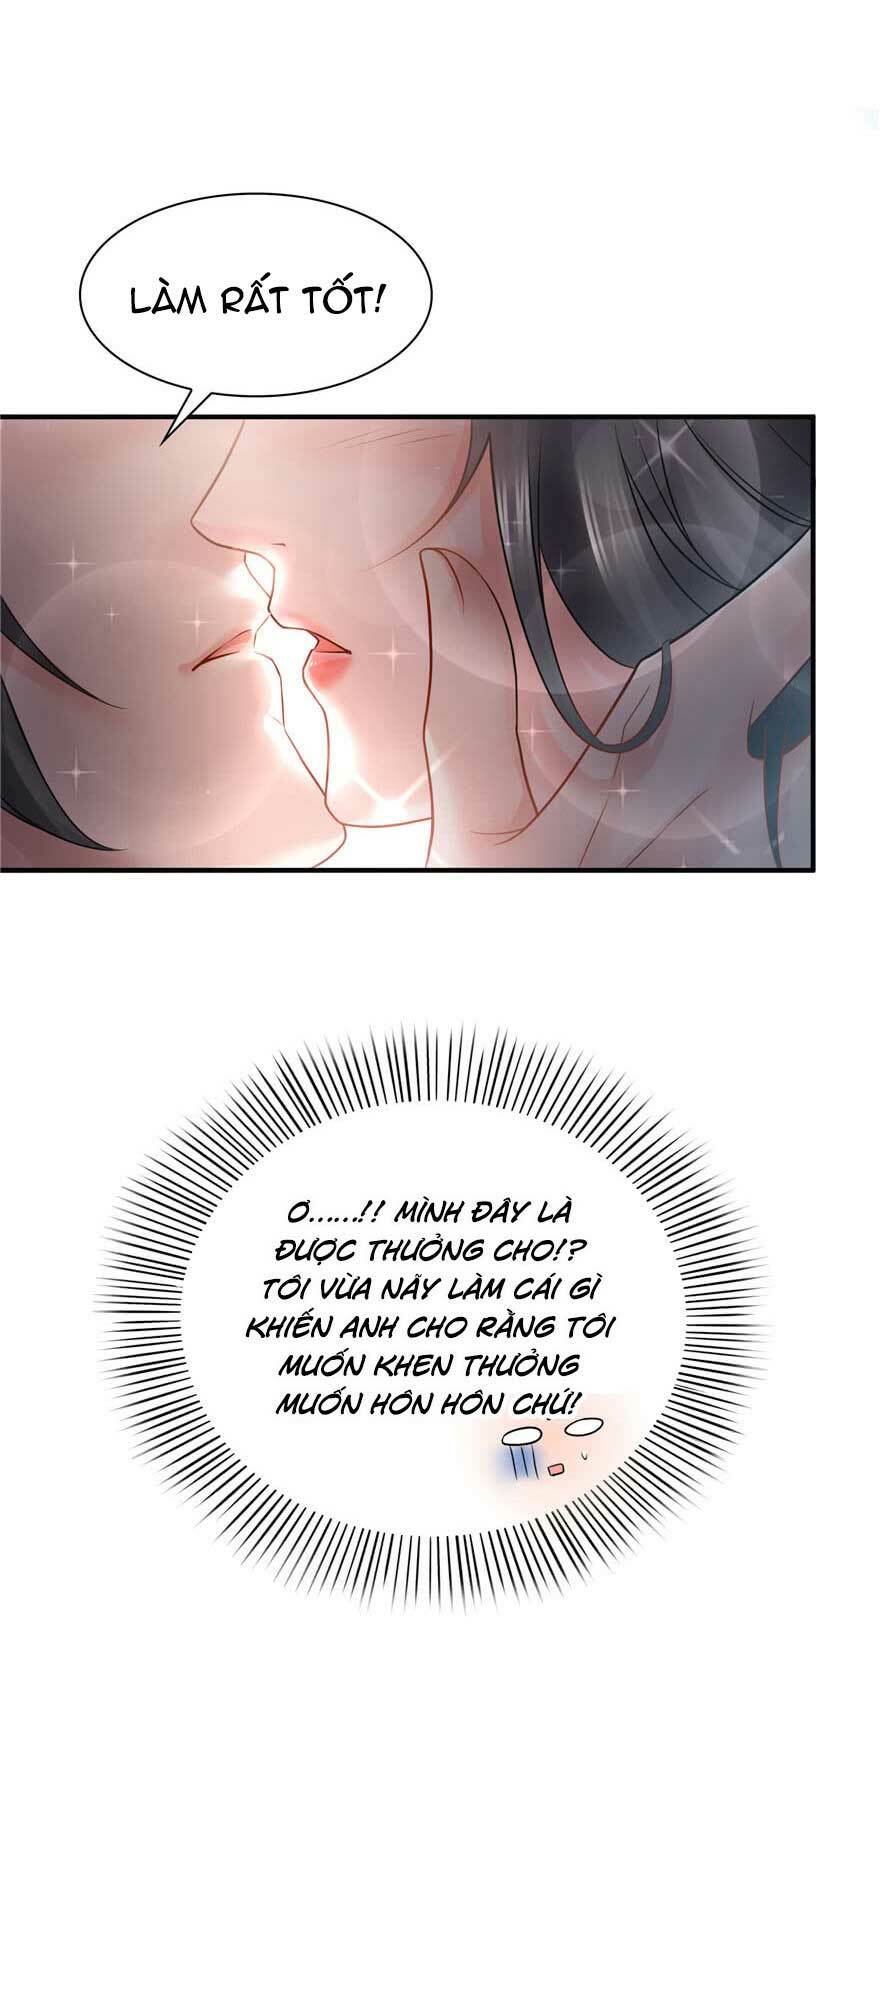 LÀM RẤT TỐT!
Ơ......!! MÌNH ĐÂY LÀ
ĐƯỢC THƯỞNG CHO!?
TÔI VỪA NÃY LÀM CÁI GÌ
KHIẾN ANH CHO RẰNG TÔI
MUỐN KHEN THƯỞNG
MUỐN HÔN HÔN CHỨ!